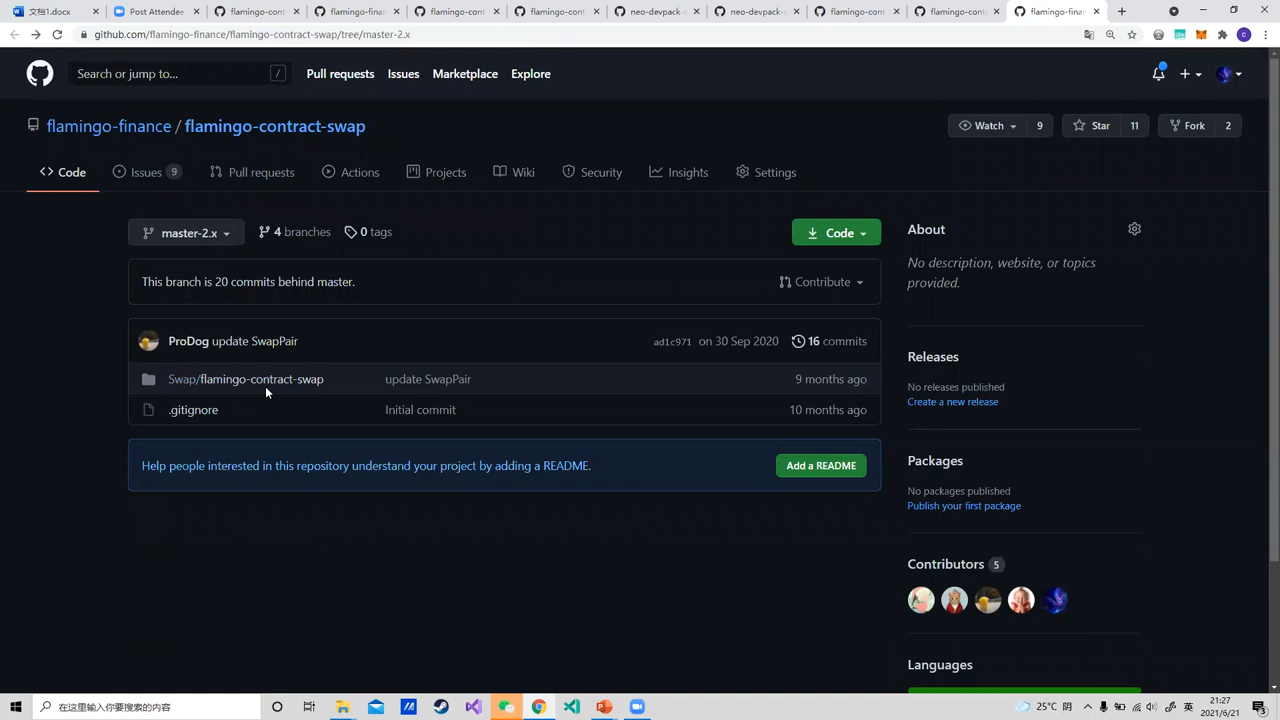 文档1.docx
Post Attendee
flamingo-contr
flamingo-finan
flamingo-contr
flamingo-contr
neo-devpack-d
neo-devpack-d
flamingo-contr
flamingo-contr
flamingo-finan
github.com/flamingo-finance/flamingo-contract-swap/tree/master-2.x
Search or jump to... /
Pull requests Issues Marketplace Explore
flamingo-finance / flamingo-contract-swap
Watch 9 Star 11 Fork 2
Code Issues 9 Pull requests Actions Projects Wiki Security Insights Settings
master-2.x 4 branches 0 tags Code
This branch is 20 commits behind master. Contribute
ProDog update SwapPair ad1c971 on 30 Sep 2020 16 commits
Swap/flamingo-contract-swap update SwapPair 9 months ago
.gitignore Initial commit 10 months ago
Help people interested in this repository understand your project by adding a README. Add a README
About
No description, website, or topics
provided.
Releases
No releases published
Create a new release
Packages
No packages published
Publish your first package
Contributors 5
Languages
在这里输入你要搜索的内容
25°C 阴 英 21:27
2021/6/21